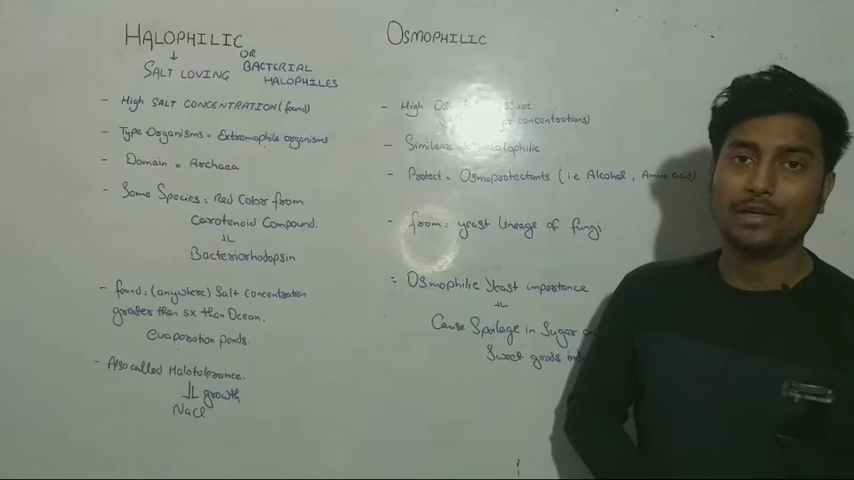 HALOPHILIC
↓ OR
SALT LOVING BACTERIAL
HALOPHILES
- High SALT CONCENTRATION (found)
- Type Organisms = Extremophile organisms
- Domain = Archaea
- Some Species = Red Color from
Carotenoid Compound.
⇓
Bacteriorhodopsin
- found = (anywhere) Salt Concentration
greater than 5x than Ocean.
evaporation ponds.
- Also called Halotolerance.
⇓ growth
NaCl
OSMOPHILIC
- High
concentrations)
- halophilic
- Protect = Osmoprotectants (i.e Alcohol, Amino acid)
- from = yeast lineage of fungi.
= Osmophilic Yeast importance
⇓
Cause Spoilage in Sugar
Sweet goods